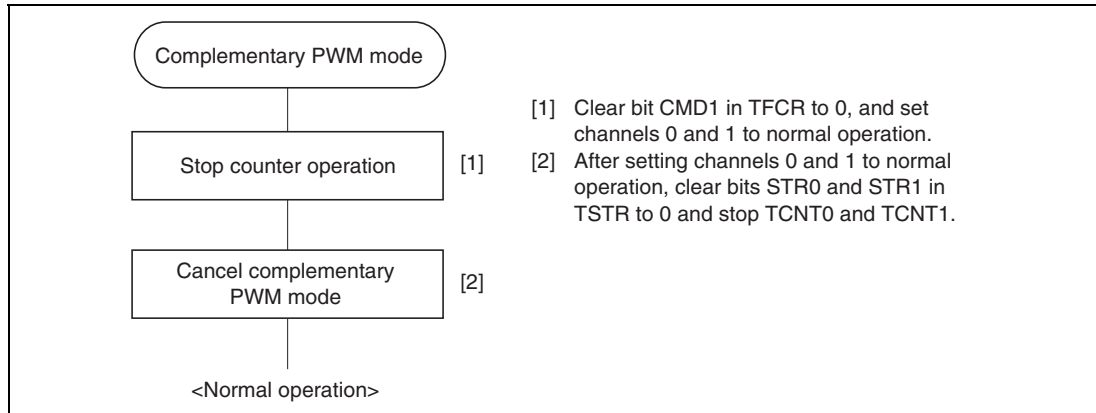 Complementary PWM mode
Stop counter operation
[1]
Cancel complementary
PWM mode
[2]
<Normal operation>
[1] Clear bit CMD1 in TFCR to 0, and set
channels 0 and 1 to normal operation.
[2] After setting channels 0 and 1 to normal
operation, clear bits STR0 and STR1 in
TSTR to 0 and stop TCNT0 and TCNT1.